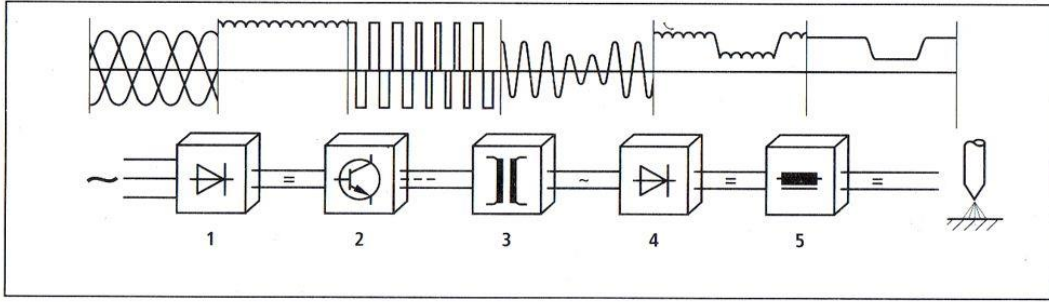 ~ = -- ~ = =
1 2 3 4 5